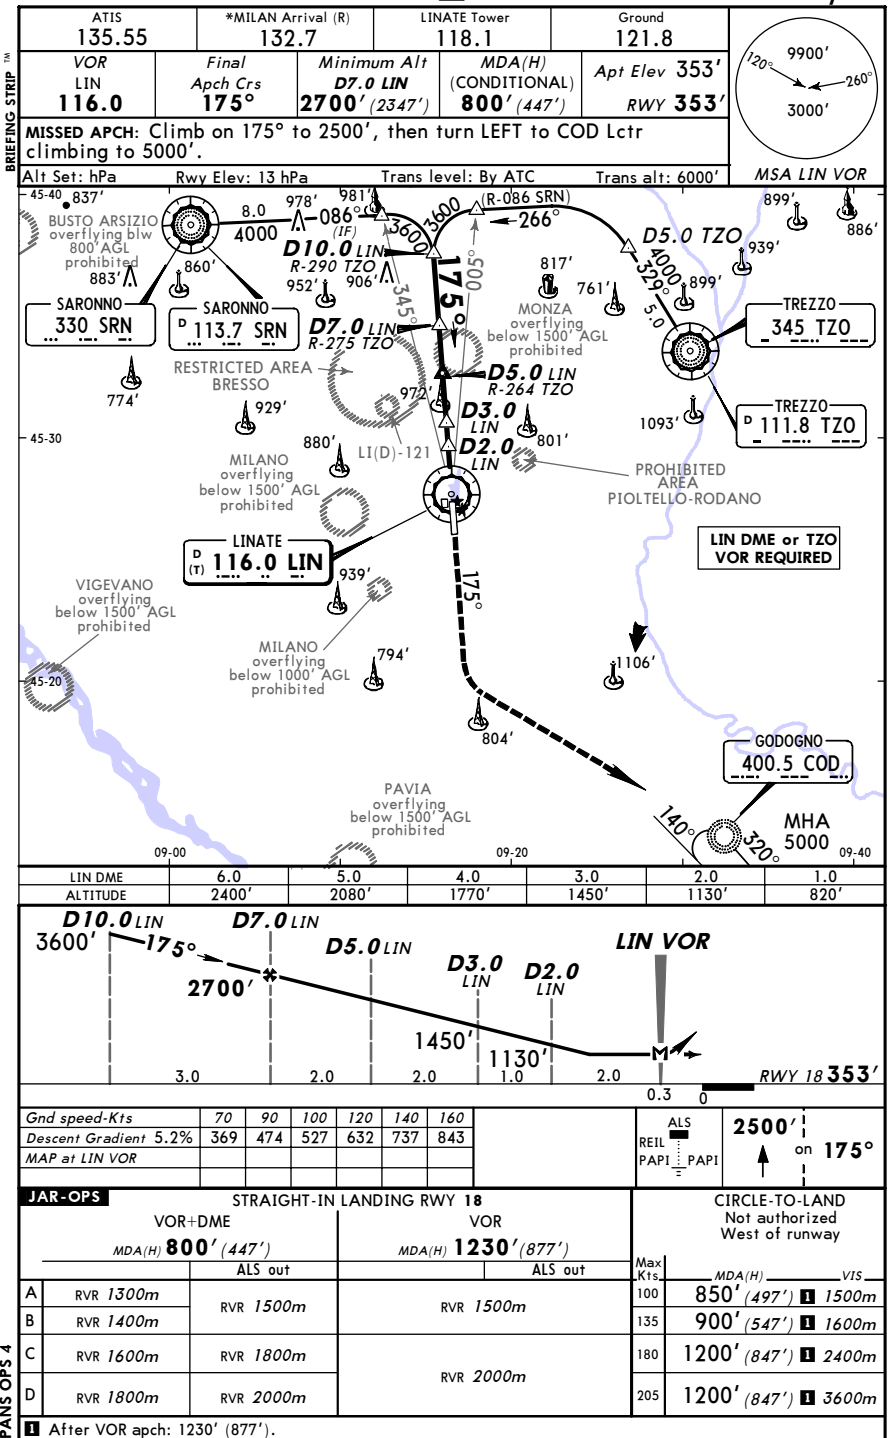 ATIS *MILAN Arrival (R) LINATE Tower Ground
135.55 132.7 118.1 121.8
BRIEFING STRIP TM
VOR Final Minimum Alt MDA(H)
LIN Apch Crs D7.0 LIN (CONDITIONAL)
116.0 175° 2700' (2347') 800' (447')
Apt Elev 353'
RWY 353'
120° 9900' 260°
3000'
MSA LIN VOR
MISSED APCH: Climb on 175° to 2500', then turn LEFT to COD Lctr
climbing to 5000'.
Alt Set: hPa Rwy Elev: 13 hPa Trans level: By ATC Trans alt: 6000'
45-40
837'
BUSTO ARSIZIO
overflying blw
800' AGL
prohibited
883'
860'
8.0
4000
978'
981'
086°
(IF)
3600
3600
(R-086 SRN)
266°
D10.0 LIN
R-290 TZO
952'
906'
345°
175°
005°
817'
761'
D5.0 TZO
4000
329°
5.0
899'
939'
899'
886'
SARONNO
330 SRN
SARONNO
D 113.7 SRN
D7.0 LIN
R-275 TZO
MONZA
overflying
below 1500' AGL
prohibited
TREZZO
345 TZO
TREZZO
D 111.8 TZO
RESTRICTED AREA
BRESSO
774'
929'
972'
D5.0 LIN
R-264 TZO
D3.0
LIN
D2.0
LIN
801'
1093'
45-30
880'
LI(D)-121
MILANO
overflying
below 1500' AGL
prohibited
PROHIBITED
AREA
PIOLTELLO-RODANO
LINATE
D
(T) 116.0 LIN
LIN DME or TZO
VOR REQUIRED
VIGEVANO
overflying
below 1500' AGL
prohibited
939'
175°
MILANO
overflying
below 1000' AGL
prohibited
794'
1106'
45-20
804'
GODOGNO
400.5 COD
PAVIA
overflying
below 1500' AGL
prohibited
140°
320°
MHA
5000
09-00 09-20 09-40
LIN DME 6.0 5.0 4.0 3.0 2.0 1.0
ALTITUDE 2400' 2080' 1770' 1450' 1130' 820'
D10.0 LIN D7.0 LIN
3600' 175°
D5.0 LIN
D3.0
LIN
D2.0
LIN
LIN VOR
2700'
1450'
1130'
M
3.0 2.0 2.0 1.0 2.0
RWY 18 353'
0.3 0
Gnd speed-Kts 70 90 100 120 140 160
Descent Gradient 5.2% 369 474 527 632 737 843
MAP at LIN VOR
ALS
REIL
PAPI PAPI
2500'
on 175°
JAR-OPS
STRAIGHT-IN LANDING RWY 18
VOR+DME VOR
MDA(H) 800' (447') MDA(H) 1230' (877')
ALS out ALS out
A RVR 1300m
B RVR 1400m
RVR 1500m RVR 1500m
C RVR 1600m RVR 1800m
D RVR 1800m RVR 2000m
RVR 2000m
CIRCLE-TO-LAND
Not authorized
West of runway
Max
Kts MDA(H) VIS
100 850' (497') 1 1500m
135 900' (547') 1 1600m
180 1200' (847') 1 2400m
205 1200' (847') 1 3600m
PANS OPS 4
1 After VOR apch: 1230' (877').